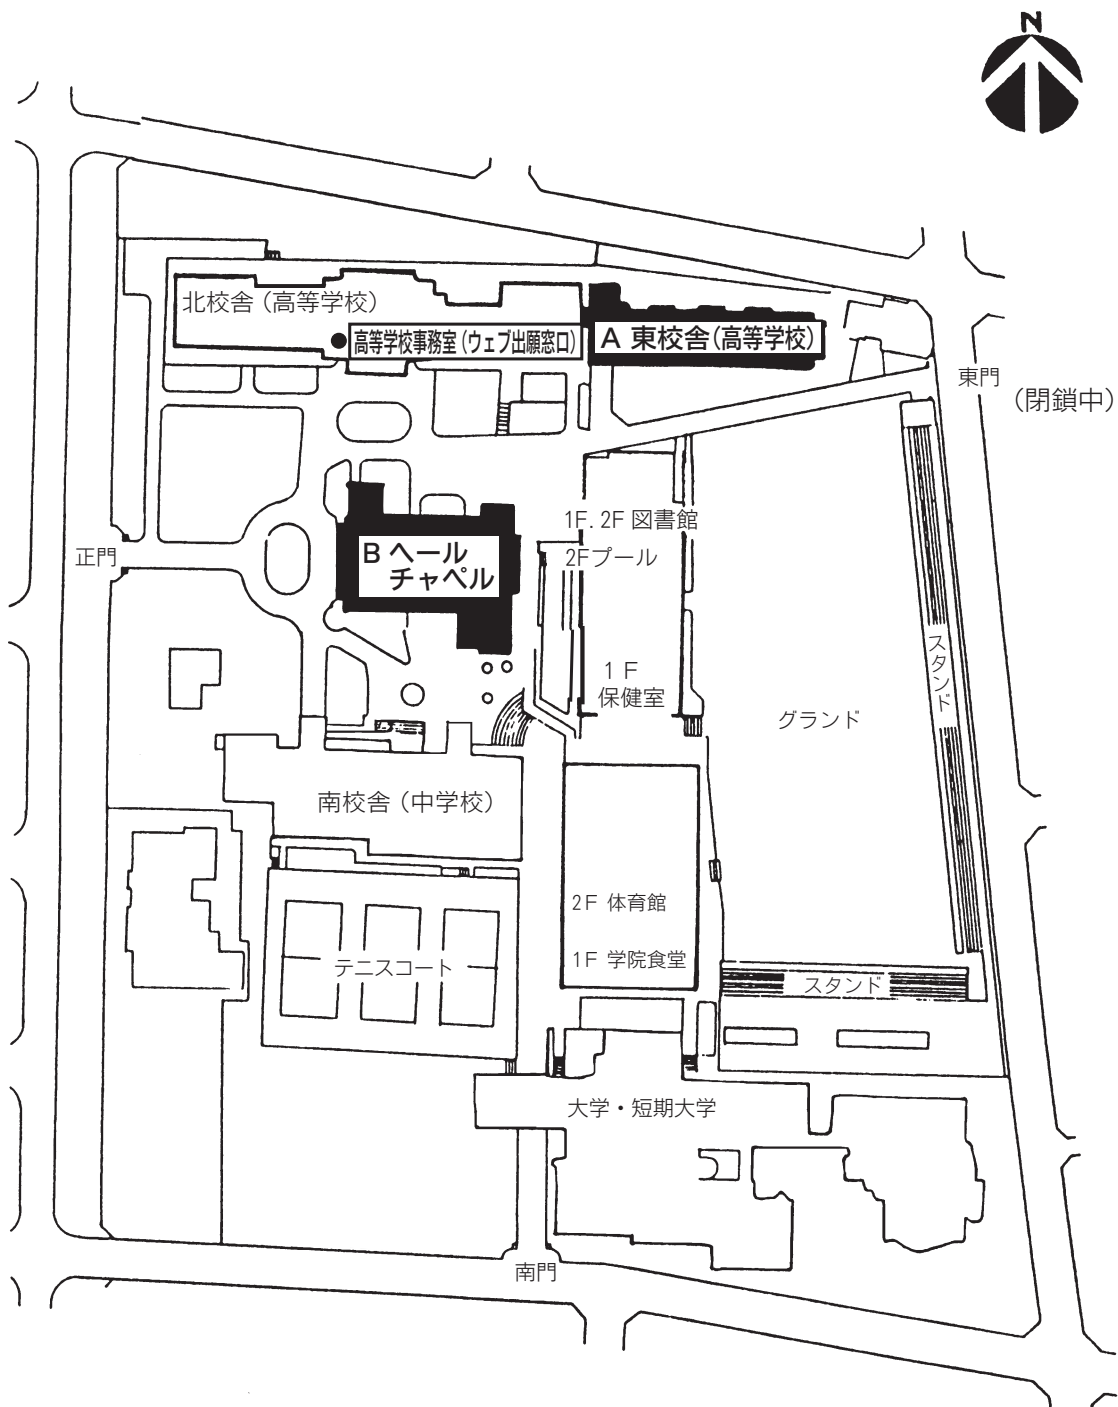 N
北校舎（高等学校）
高等学校事務室（ウェブ出願窓口）
A 東校舎（高等学校）
東門
（閉鎖中）
1F. 2F 図書館
2Fプール
正門
B ヘール
チャペル
スタンド
1F
保健室
グランド
南校舎（中学校）
2F 体育館
1F 学院食堂
テニスコート
スタンド
大学・短期大学
南門